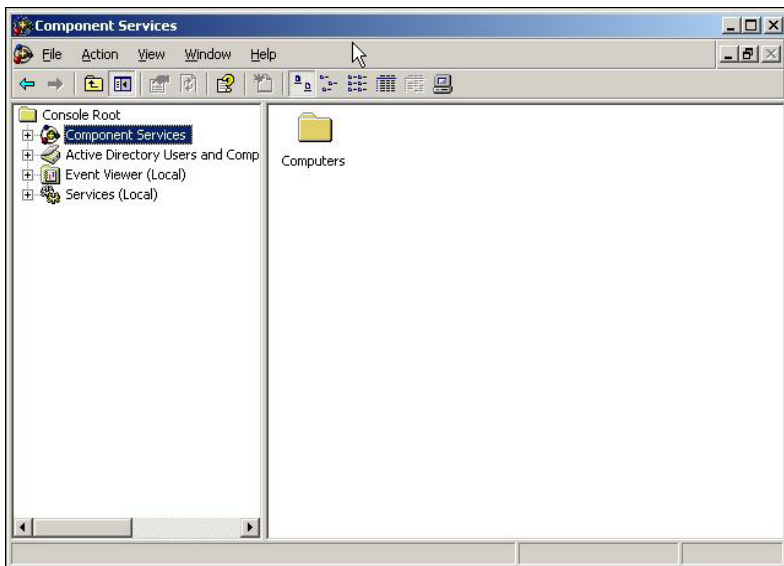 Component Services
File Action View Window Help
Console Root
Component Services
Active Directory Users and Comp
Event Viewer (Local)
Services (Local)
Computers